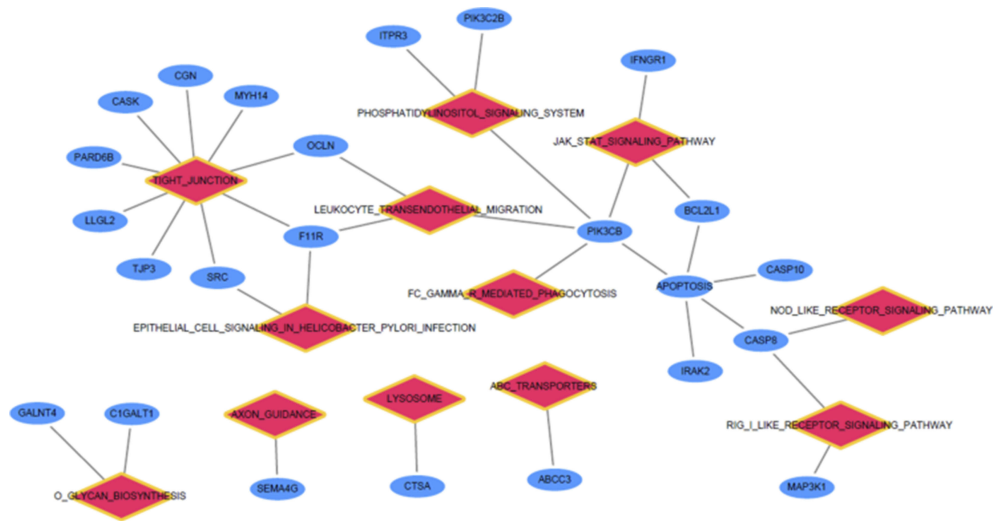 PIK3C2B
ITPR3
IFNGR1
CGN
CASK
MYH14
PHOSPHATIDYLINOSITOL_SIGNALING_SYSTEM
JAK_STAT_SIGNALING_PATHWAY
OCLN
PARD6B
TIGHT_JUNCTION
LEUKOCYTE_TRANSENDOTHELIAL_MIGRATION
BCL2L1
LLGL2
F11R
PIK3CB
TJP3
SRC
CASP10
APOPTOSIS
FC_GAMMA_R_MEDIATED_PHAGOCYTOSIS
NOD_LIKE_RECEPTOR_SIGNALING_PATHWAY
EPITHELIAL_CELL_SIGNALING_IN_HELICOBACTER_PYLORI_INFECTION
CASP8
IRAK2
ABC_TRANSPORTERS
LYSOSOME
GALNT4
C1GALT1
AXON_GUIDANCE
RIG_I_LIKE_RECEPTOR_SIGNALING_PATHWAY
ABCC3
CTSA
SEMA4G
MAP3K1
O_GLYCAN_BIOSYNTHESIS